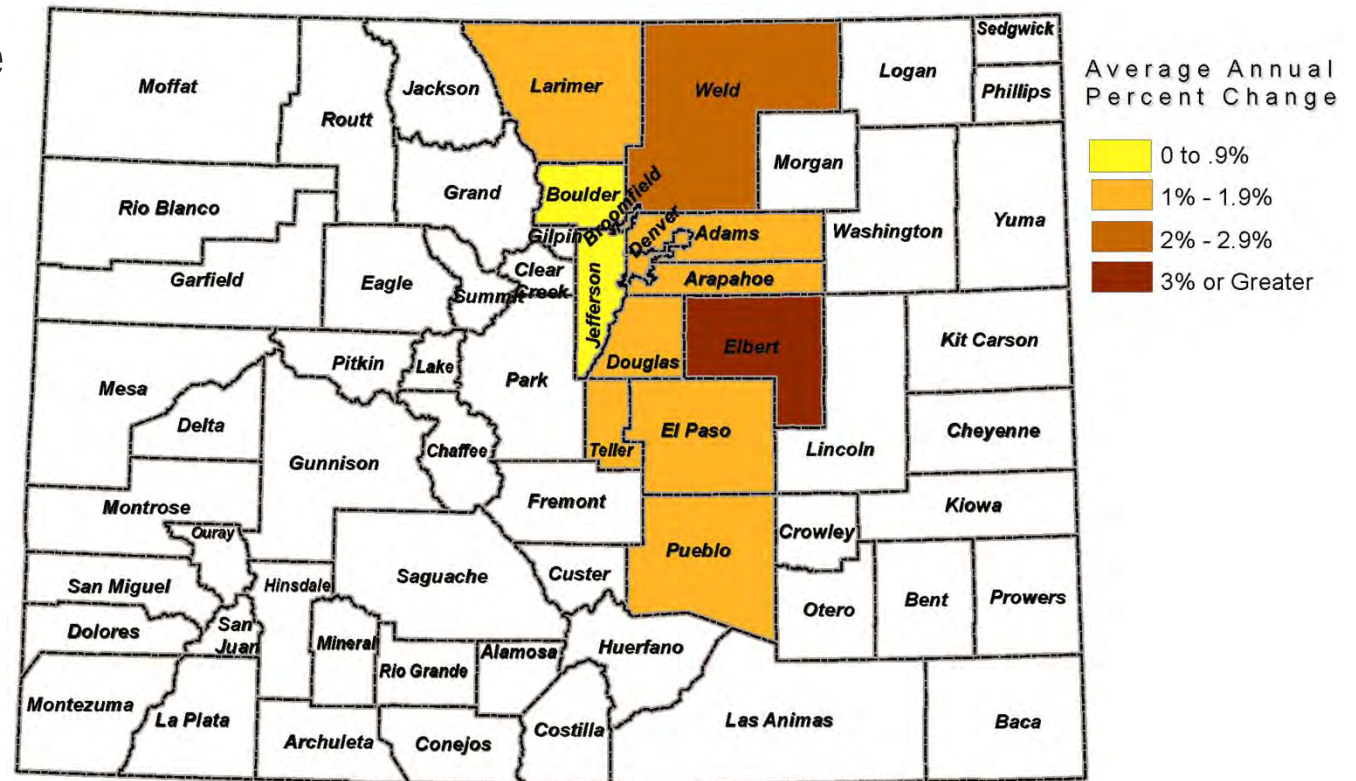 e
Sedgwick
Moffat
Jackson
Larimer
Weld
Logan
Phillips
Routt
Morgan
Grand
Boulder
Broomfield
Rio Blanco
Gilpin
Denver
Adams
Washington
Yuma
Garfield
Eagle
Clear
Creek
Summit
Arapahoe
Jefferson
Elbert
Kit Carson
Pitkin
Lake
Douglas
Mesa
Park
Delta
El Paso
Cheyenne
Gunnison
Chaffee
Teller
Lincoln
Montrose
Fremont
Kiowa
Ouray
Crowley
Pueblo
San Miguel
Hinsdale
Saguache
Custer
Otero
Bent
Prowers
Dolores
San
Juan
Mineral
Rio Grande
Alamosa
Huerfano
Montezuma
La Plata
Archuleta
Conejos
Costilla
Las Animas
Baca
Average Annual
Percent Change
0 to .9%
1% - 1.9%
2% - 2.9%
3% or Greater